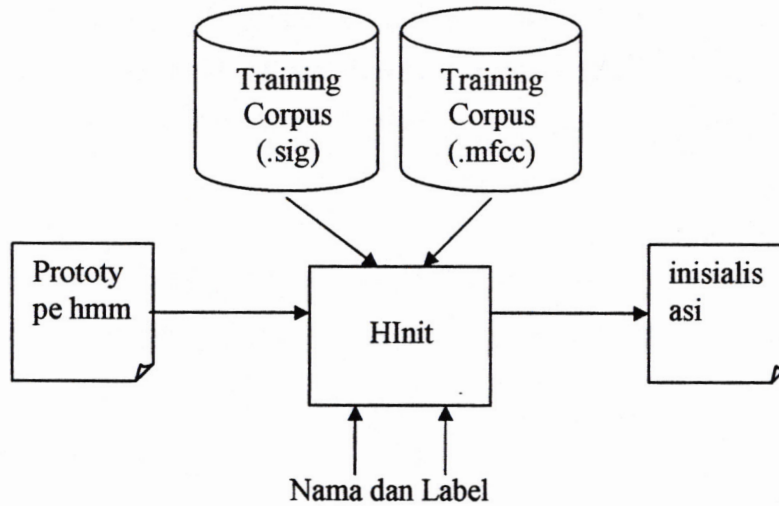 Training
Corpus
(.sig)
Training
Corpus
(.mfcc)
Prototy
pe hmm
HInit
inisialis
asi
Nama dan Label